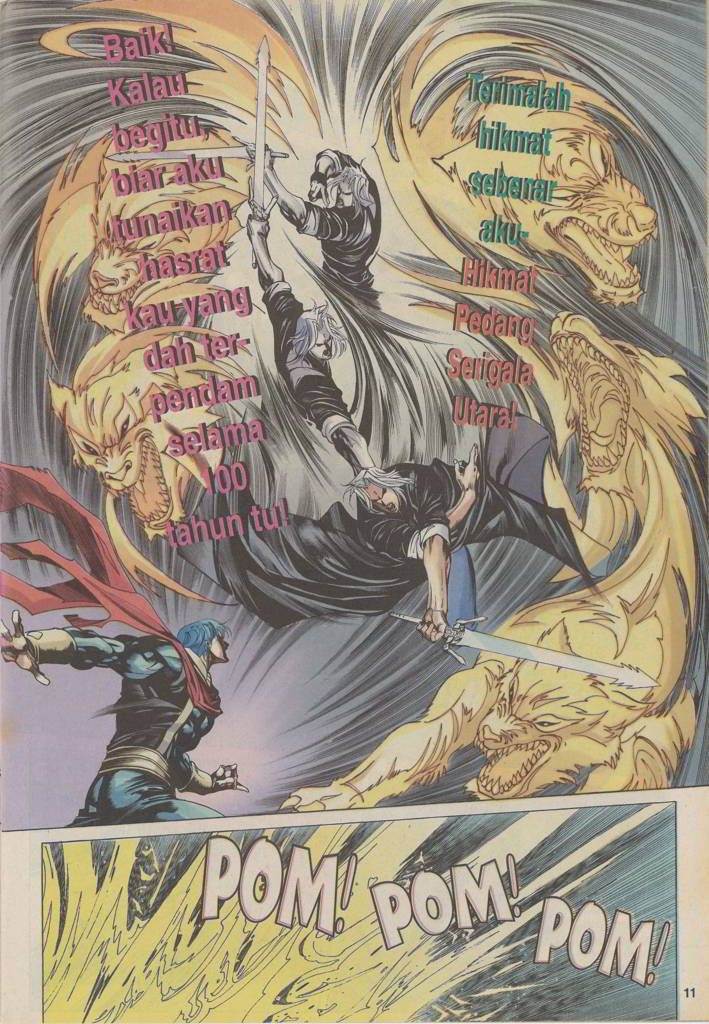 Baik!
Kalau
begitu,
biar aku
tunaikan
hasrat
kau yang
dah ter-
pendam
selama
100
tahun tu!
Terimalah
hikmat
sebenar
aku-
Hikmat
Pedang
Serigala
Utara!
POM! POM! POM!
11